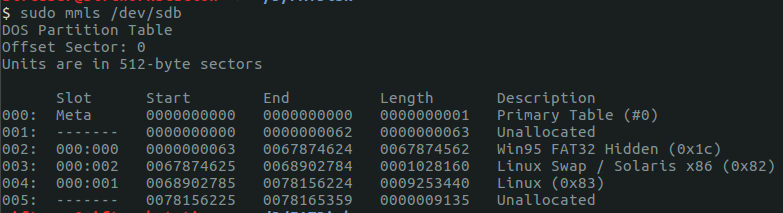 $ sudo mmls /dev/sdb
DOS Partition Table
Offset Sector: 0
Units are in 512-byte sectors
Slot Start End Length Description
000: Meta 0000000000 0000000000 0000000001 Primary Table (#0)
001: ------- 0000000000 0000000062 0000000063 Unallocated
002: 000:000 0000000063 0067874624 0067874562 Win95 FAT32 Hidden (0x1c)
003: 000:002 0067874625 0068902784 0001028160 Linux Swap / Solaris x86 (0x82)
004: 000:001 0068902785 0078156224 0009253440 Linux (0x83)
005: ------- 0078156225 0078165359 0000009135 Unallocated